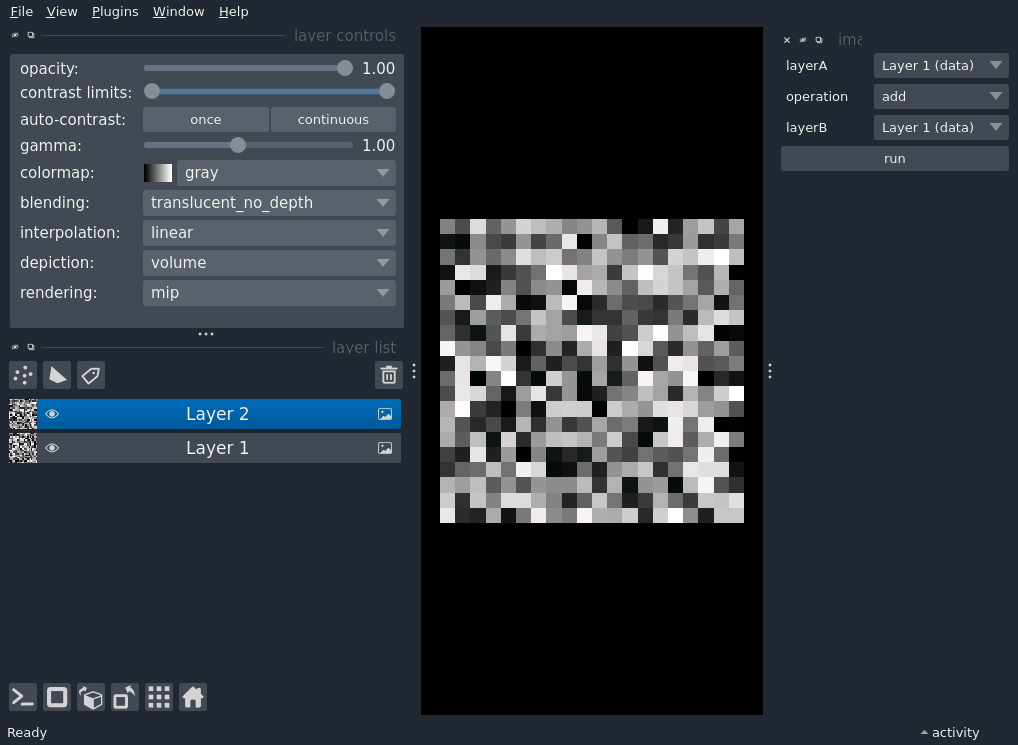 File View Plugins Window Help
layer controls
opacity: 1.00
contrast limits:
auto-contrast: once continuous
gamma: 1.00
colormap: gray
blending: translucent_no_depth
interpolation: linear
depiction: volume
rendering: mip
layer list
Layer 2
Layer 1
ima
layerA Layer 1 (data)
operation add
layerB Layer 1 (data)
run
Ready
activity